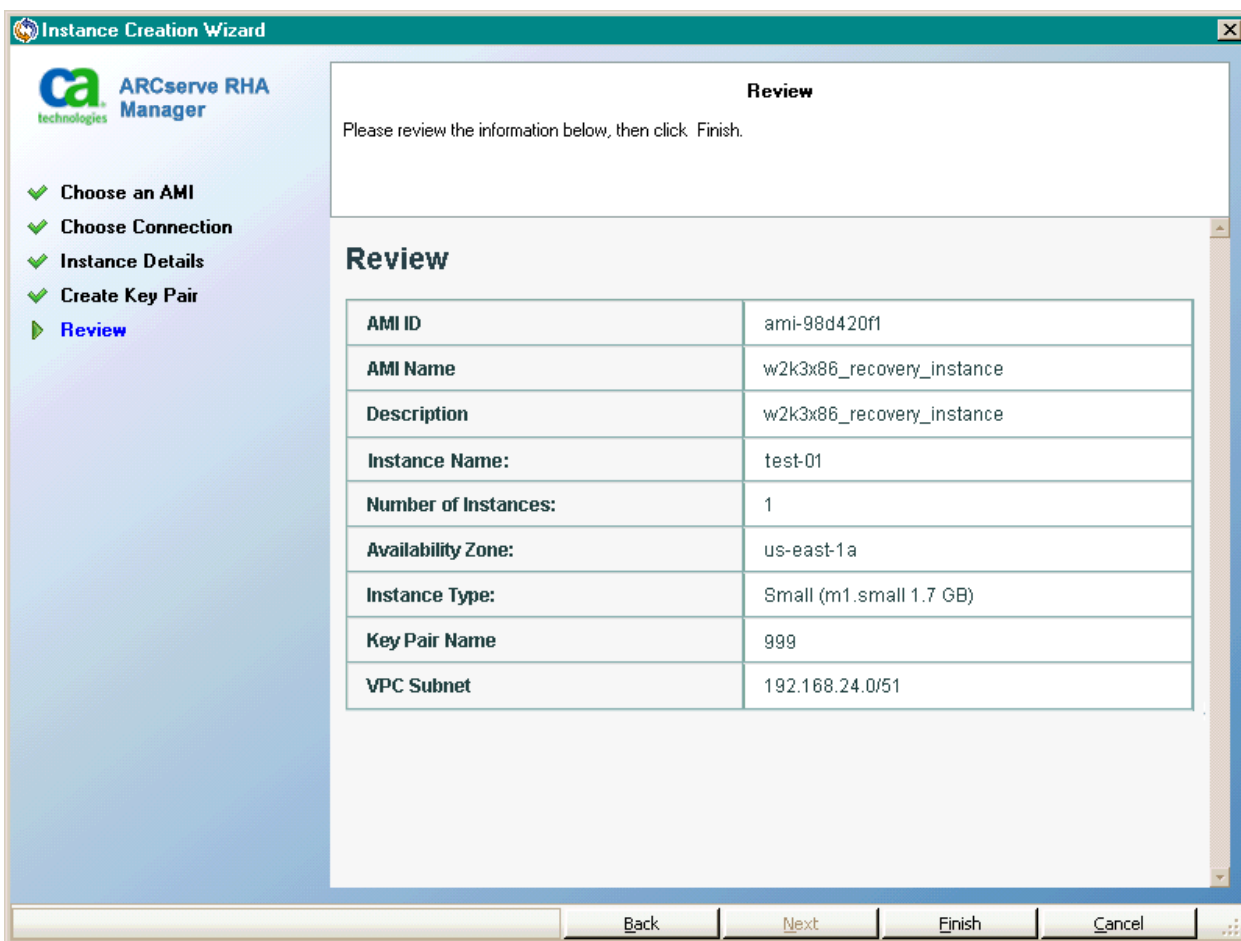 Instance Creation Wizard
ca
technologies
ARCserve RHA
Manager
Choose an AMI
Choose Connection
Instance Details
Create Key Pair
Review
Review
Please review the information below, then click Finish.
Review
AMI ID ami-98d420f1
AMI Name w2k3x86_recovery_instance
Description w2k3x86_recovery_instance
Instance Name: test-01
Number of Instances: 1
Availability Zone: us-east-1a
Instance Type: Small (m1.small 1.7 GB)
Key Pair Name 999
VPC Subnet 192.168.24.0/51
Back Next Finish Cancel